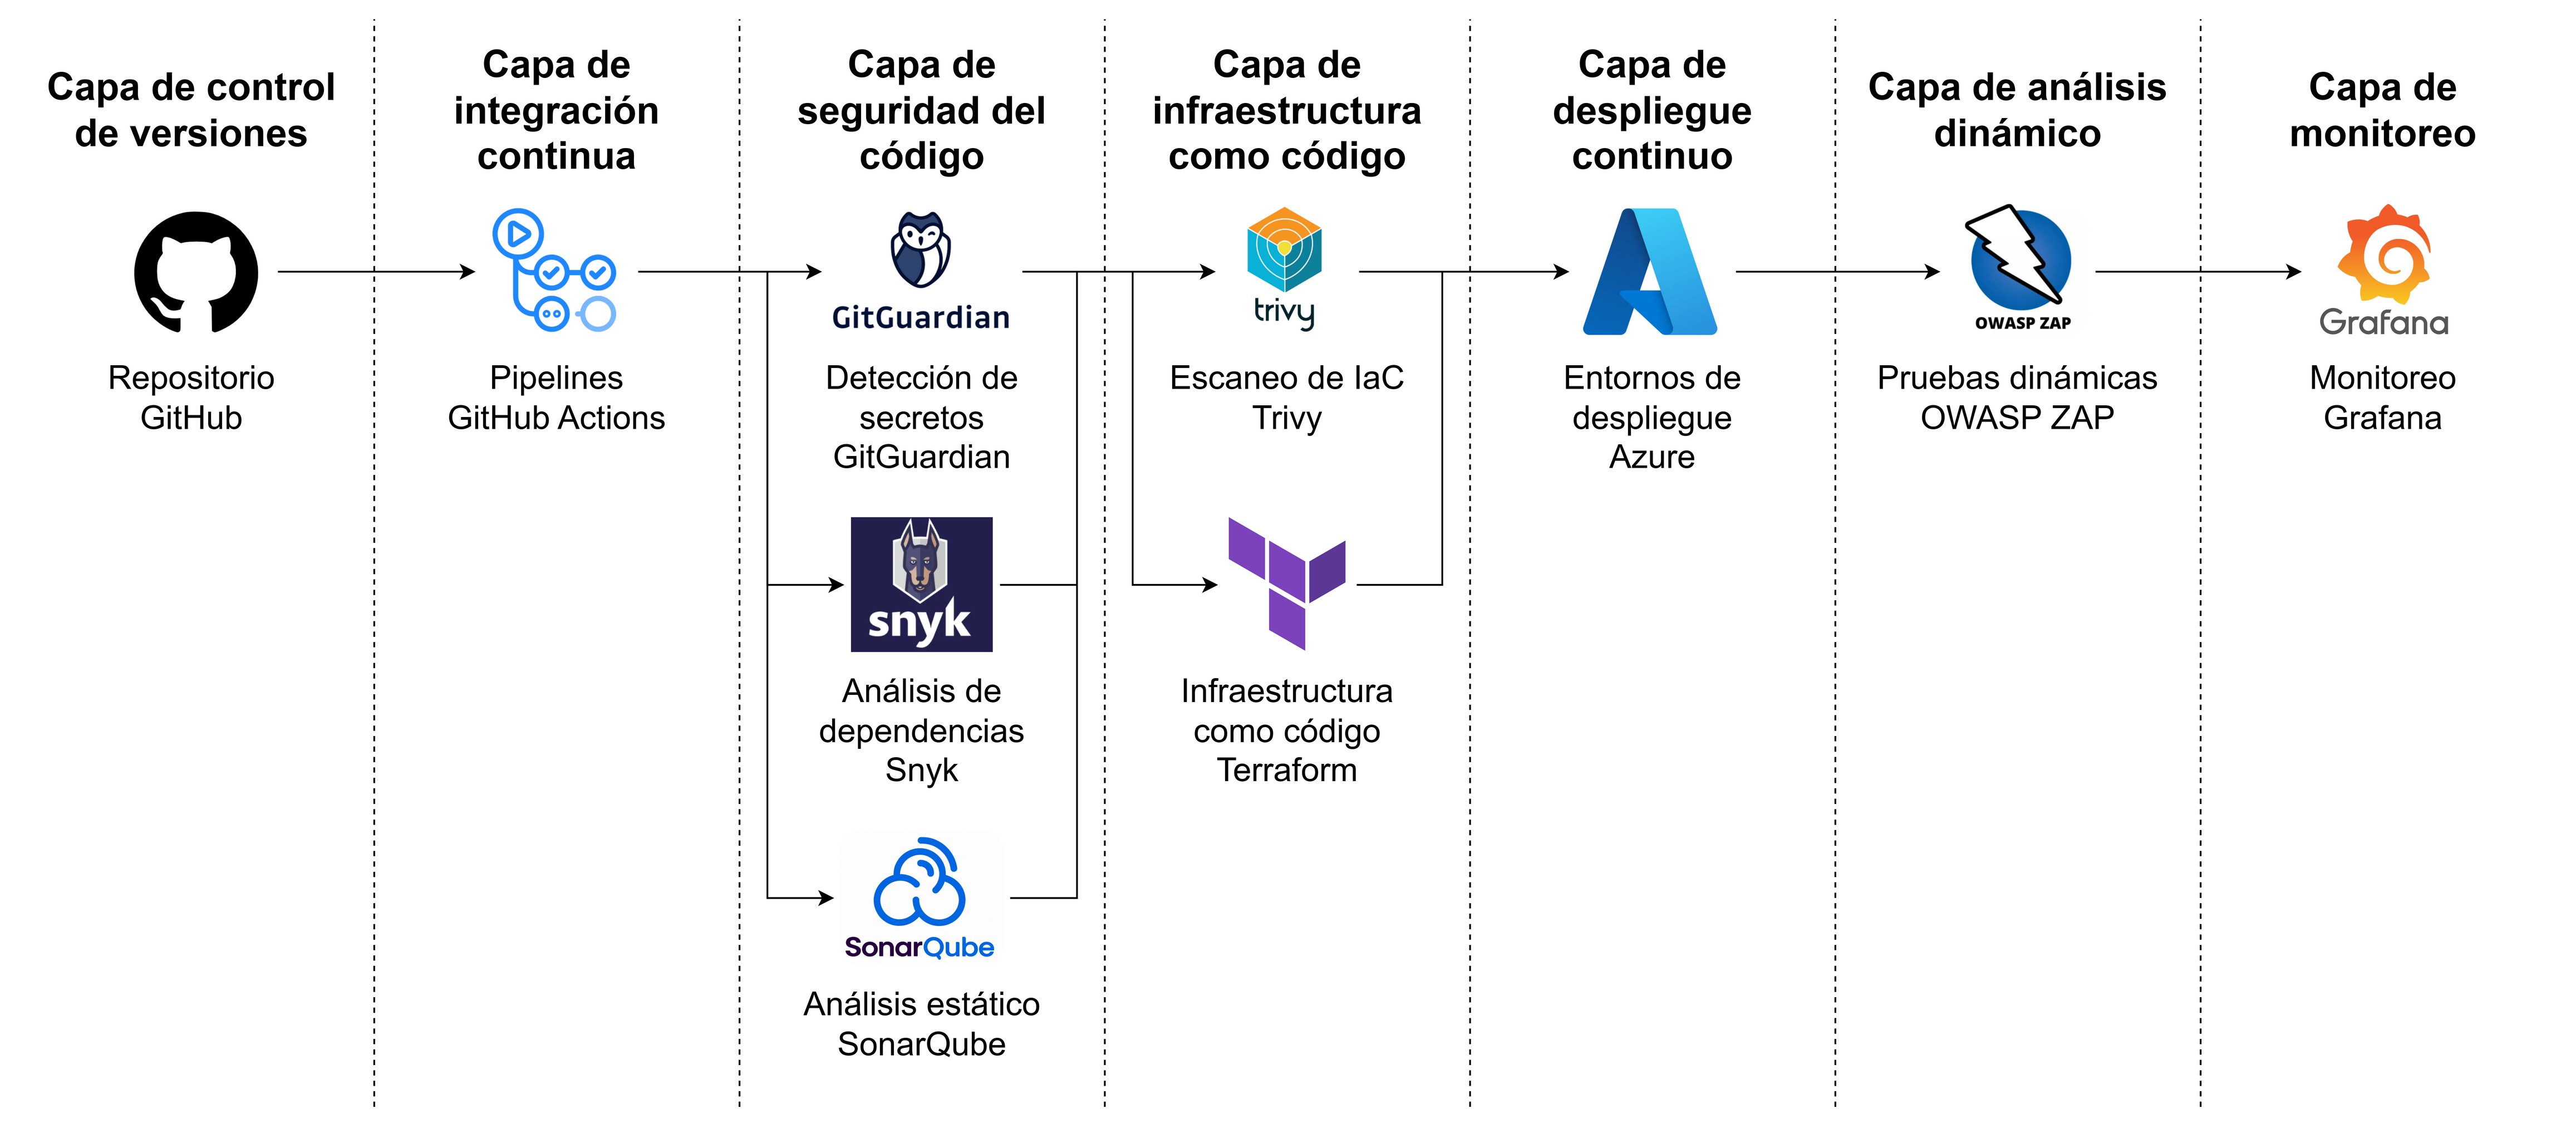 Capa de control
de versiones
Repositorio
GitHub
Capa de
integración
continua
Pipelines
GitHub Actions
Capa de
seguridad del
código
GitGuardian
Detección de
secretos
GitGuardian
snyk
Análisis de
dependencias
Snyk
SonarQube
Análisis estático
SonarQube
Capa de
infraestructura
como código
trivy
Escaneo de IaC
Trivy
Infraestructura
como código
Terraform
Capa de
despliegue
continuo
Entornos de
despliegue
Azure
Capa de análisis
dinámico
OWASP ZAP
Pruebas dinámicas
OWASP ZAP
Capa de
monitoreo
Grafana
Monitoreo
Grafana